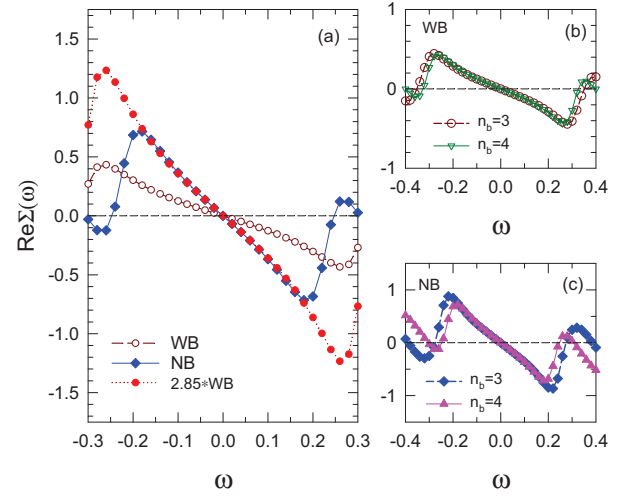 (a)
1.5
1.0
0.5
0.0
-0.5
-1.0
-1.5
ReΣ(ω)
WB
NB
2.85*WB
-0.3 -0.2 -0.1 0.0 0.1 0.2 0.3
ω
WB
(b)
1
0
-1
n_b=3
n_b=4
-0.4 -0.2 0.0 0.2 0.4
ω
NB
(c)
1
0
-1
n_b=3
n_b=4
-0.4 -0.2 0.0 0.2 0.4
ω